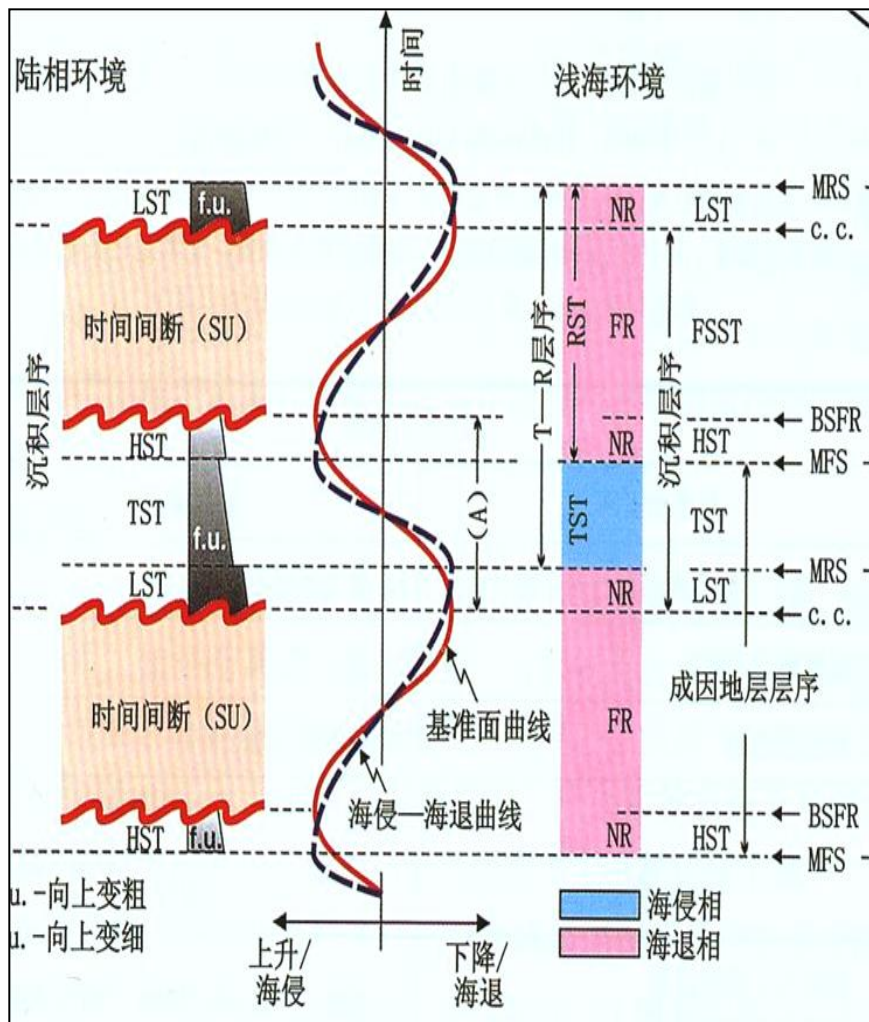 陆相环境
时间
浅海环境
LST
f.u.
NR
LST
MRS
c.c.
时间间断（SU）
沉积层序
T—R层序
RST
FR
FSST
沉积层序
BSFR
HST
NR
HST
MFS
TST
f.u.
(A)
TST
TST
MRS
LST
NR
LST
c.c.
时间间断（SU）
基准面曲线
FR
成因地层层序
海侵—海退曲线
BSFR
HST
f.u.
NR
HST
MFS
u.-向上变粗
u.-向上变细
上升/
海侵
下降/
海退
海侵相
海退相